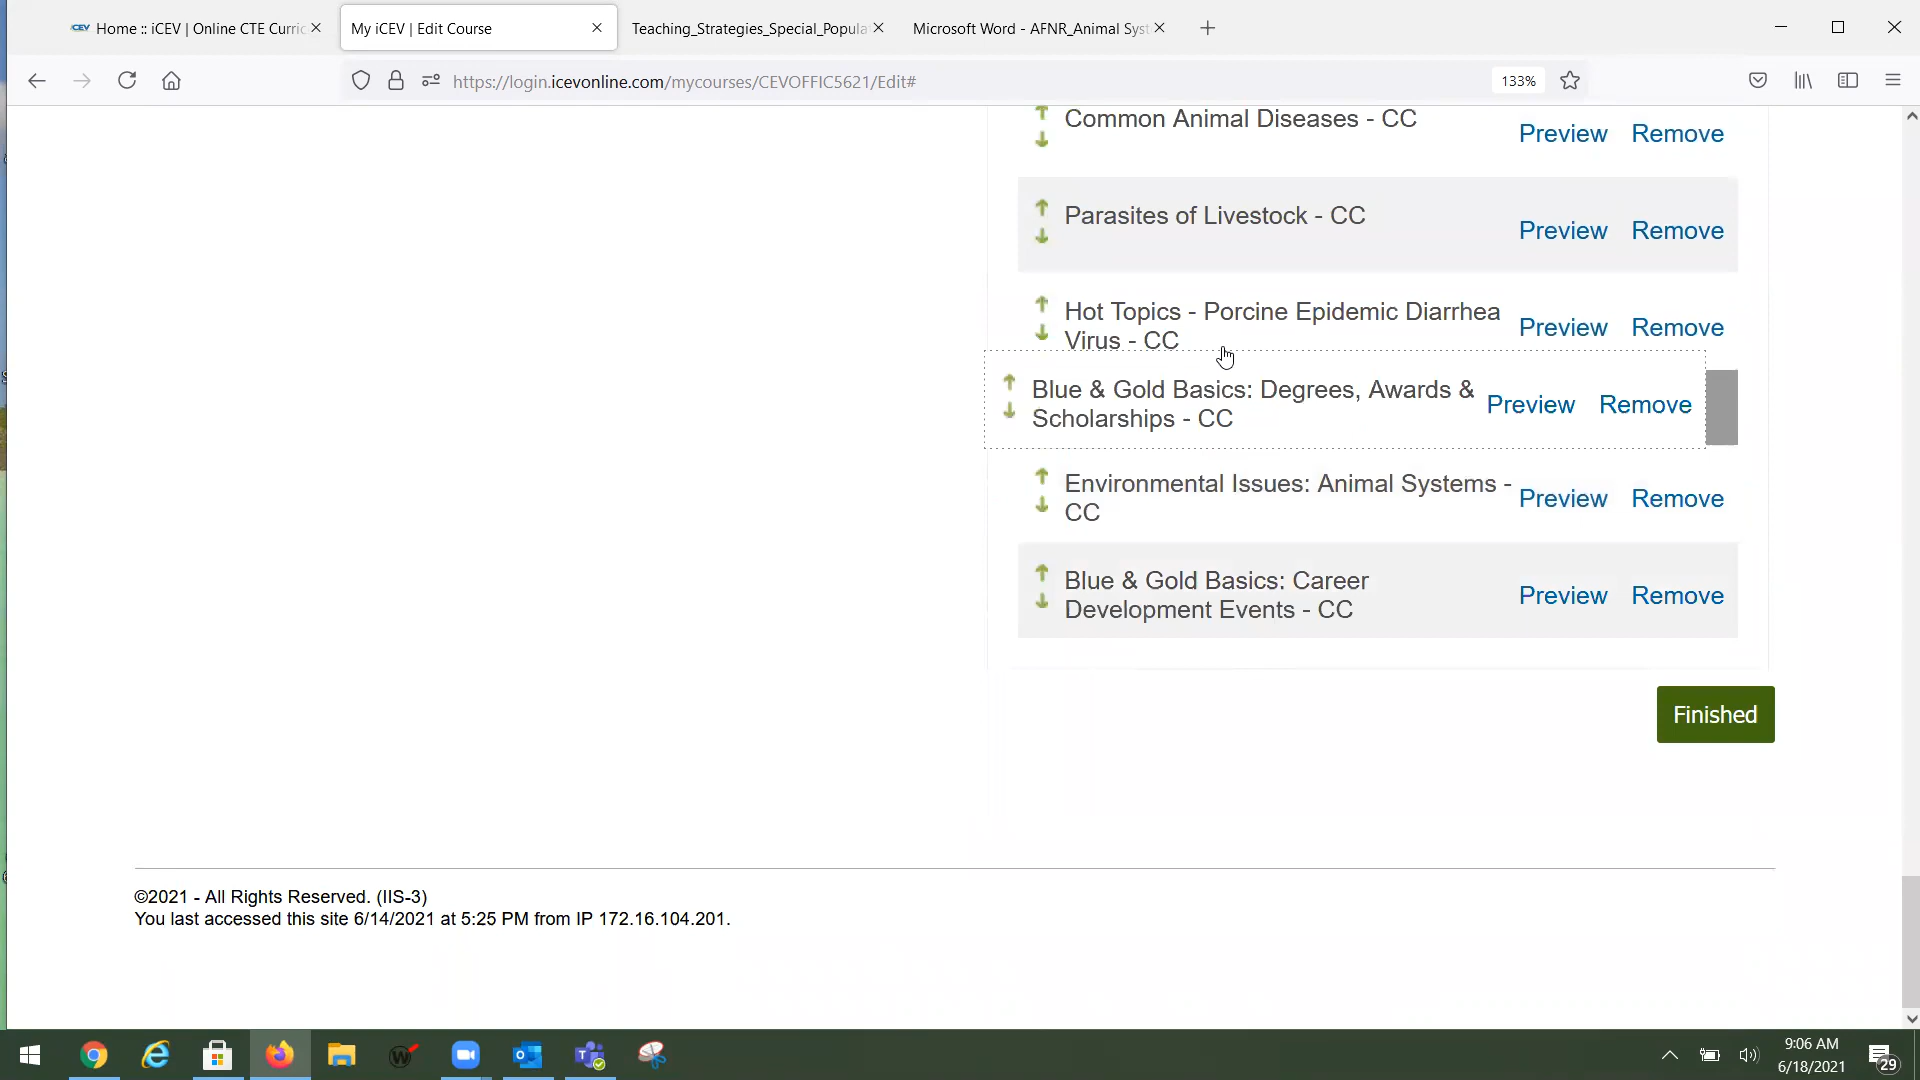 Home :: iCEV | Online CTE Curric
My iCEV | Edit Course
Teaching_Strategies_Special_Popula
Microsoft Word - AFNR_Animal Syst
https://login.icevonline.com/mycourses/CEVOFFIC5621/Edit#
133%
Common Animal Diseases - CC
Preview Remove
Parasites of Livestock - CC
Preview Remove
Hot Topics - Porcine Epidemic Diarrhea
Virus - CC
Preview Remove
Blue & Gold Basics: Degrees, Awards &
Scholarships - CC
Preview Remove
Environmental Issues: Animal Systems -
CC
Preview Remove
Blue & Gold Basics: Career
Development Events - CC
Preview Remove
Finished
©2021 - All Rights Reserved. (IIS-3)
You last accessed this site 6/14/2021 at 5:25 PM from IP 172.16.104.201.
9:06 AM
6/18/2021
29